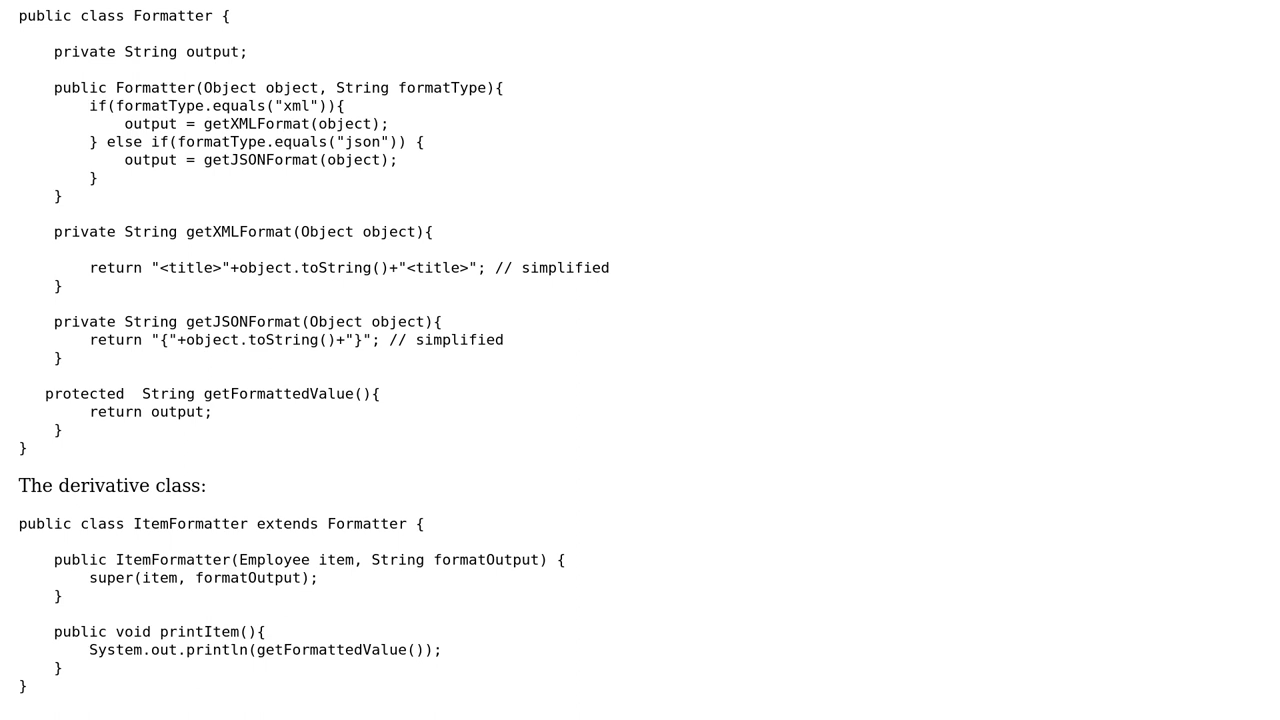 public class Formatter {
private String output;
public Formatter(Object object, String formatType){
if(formatType.equals("xml")){
output = getXMLFormat(object);
} else if(formatType.equals("json")) {
output = getJSONFormat(object);
}
}
private String getXMLFormat(Object object){
return "<title>"+object.toString()+"<title>"; // simplified
}
private String getJSONFormat(Object object){
return "{"+object.toString()+"}"; // simplified
}
protected  String getFormattedValue(){
return output;
}
}
The derivative class:
public class ItemFormatter extends Formatter {
public ItemFormatter(Employee item, String formatOutput) {
super(item, formatOutput);
}
public void printItem(){
System.out.println(getFormattedValue());
}
}